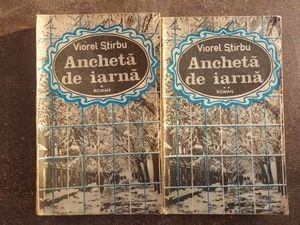 Viorel Știrbu
Anchetă
de iarnă
*
ROMAN
Viorel Știrbu
Anchetă
de iarnă
* *
ROMAN